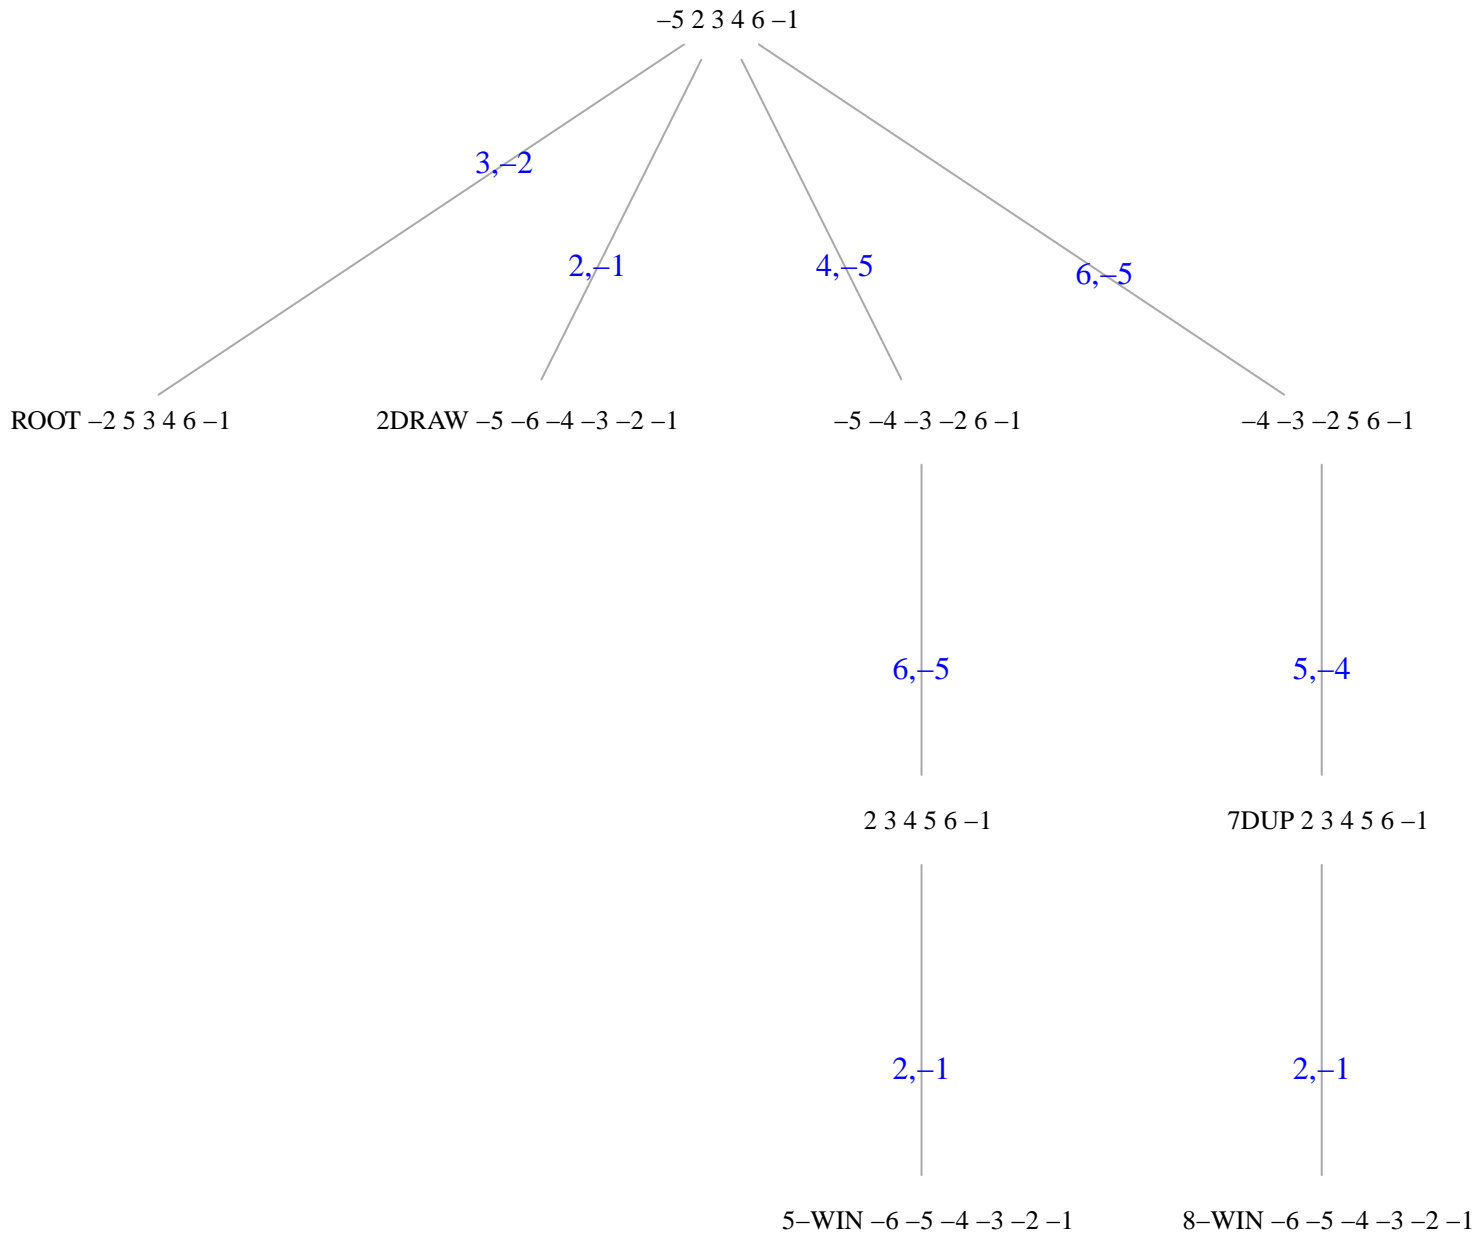 –5 2 3 4 6 –1
3,–2
2,–1
4,–5
6,–5
ROOT –2 5 3 4 6 –1
2DRAW –5 –6 –4 –3 –2 –1
–5 –4 –3 –2 6 –1
–4 –3 –2 5 6 –1
6,–5
5,–4
2 3 4 5 6 –1
7DUP 2 3 4 5 6 –1
2,–1
2,–1
5–WIN –6 –5 –4 –3 –2 –1
8–WIN –6 –5 –4 –3 –2 –1